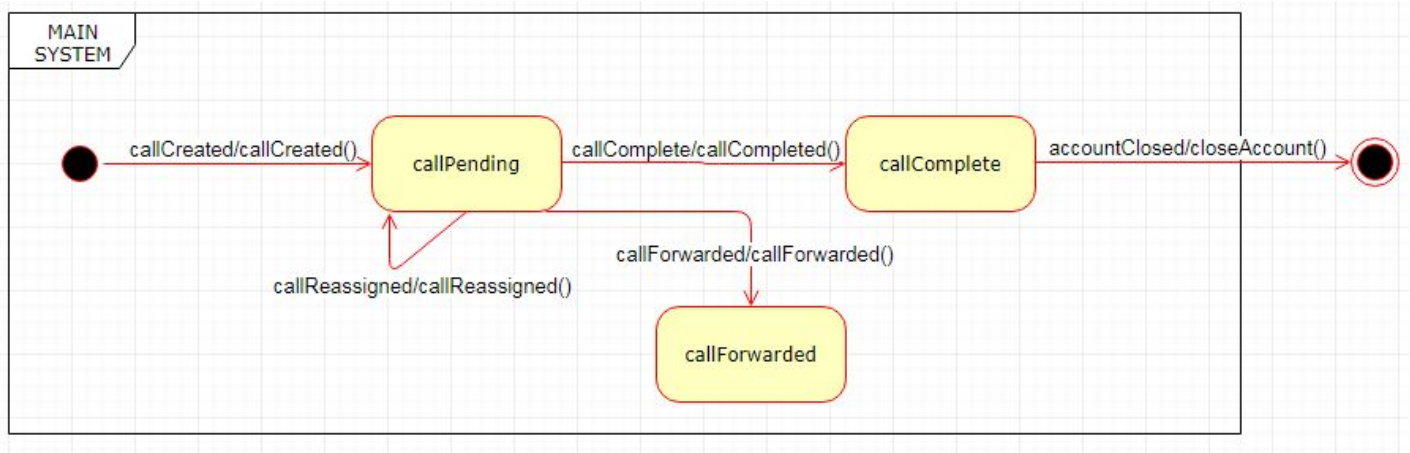 MAIN
SYSTEM
callCreated/callCreated()
callPending
callComplete/callCompleted()
callComplete
accountClosed/closeAccount()
callReassigned/callReassigned()
callForwarded/callForwarded()
callForwarded